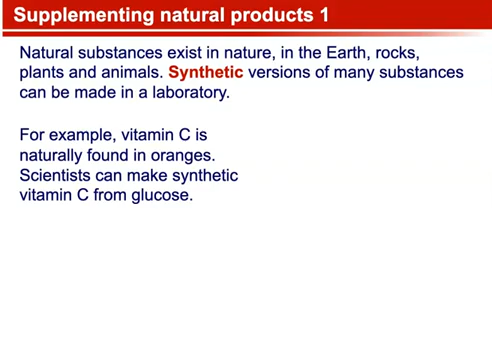 Supplementing natural products 1
Natural substances exist in nature, in the Earth, rocks,
plants and animals. Synthetic versions of many substances
can be made in a laboratory.
For example, vitamin C is
naturally found in oranges.
Scientists can make synthetic
vitamin C from glucose.